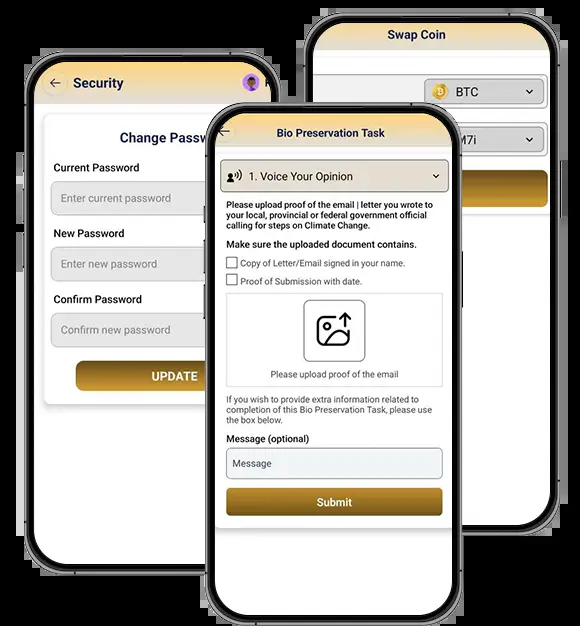 Swap Coin
BTC
M7i
Security
Change
Current Password
Enter current password
New Password
Enter new password
Confirm Password
Confirm new password
UPDATE
Bio Preservation Task
1. Voice Your Opinion
Please upload proof of the email | letter you wrote to
your local, provincial or federal government official
calling for steps on Climate Change.
Make sure the uploaded document contains.
Copy of Letter/Email signed in your name.
Proof of Submission with date.
Please upload proof of the email
If you wish to provide extra information related to
completion of this Bio Preservation Task, please use
the box below.
Message (optional)
Message
Submit